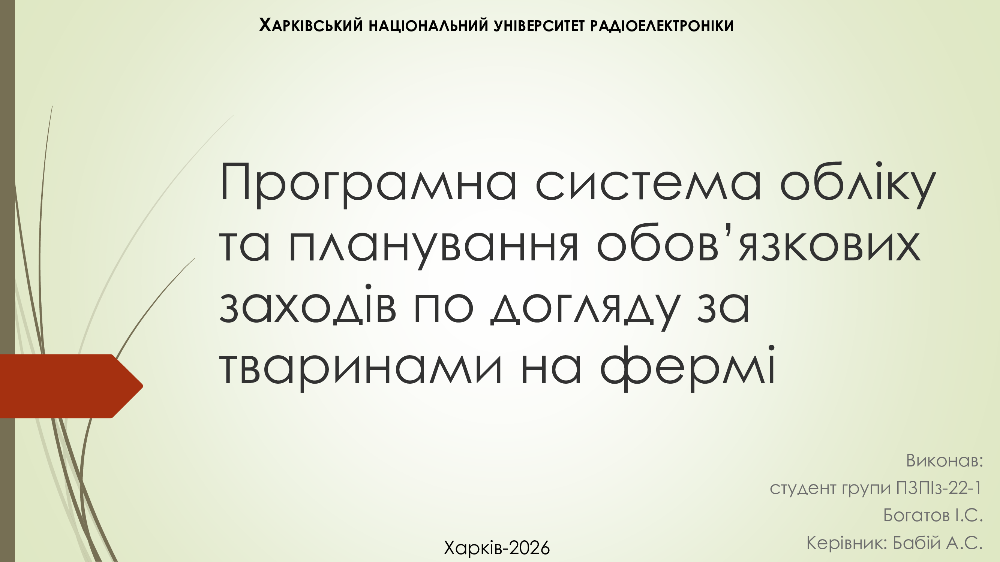 Харківський національний університет радіоелектроніки
Програмна система обліку
та планування обов’язкових
заходів по догляду за
тваринами на фермі
Виконав:
студент групи ПЗПІз-22-1
Богатов І.С.
Керівник: Бабій А.С.
Харків-2026